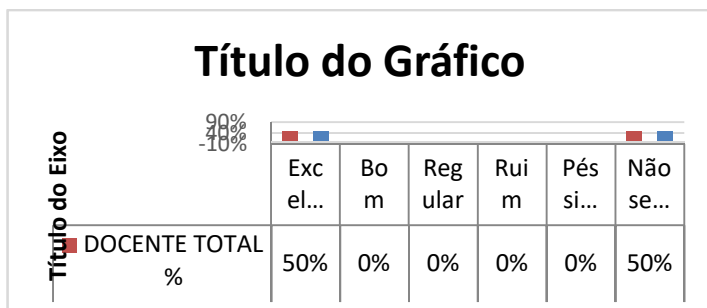 Título do Gráfico
Título do Eixo
90%
40%
-10%
Exc
el...
Bo
m
Reg
ular
Rui
m
Pés
si...
Não
se...
DOCENTE TOTAL
%
50%
0%
0%
0%
0%
50%